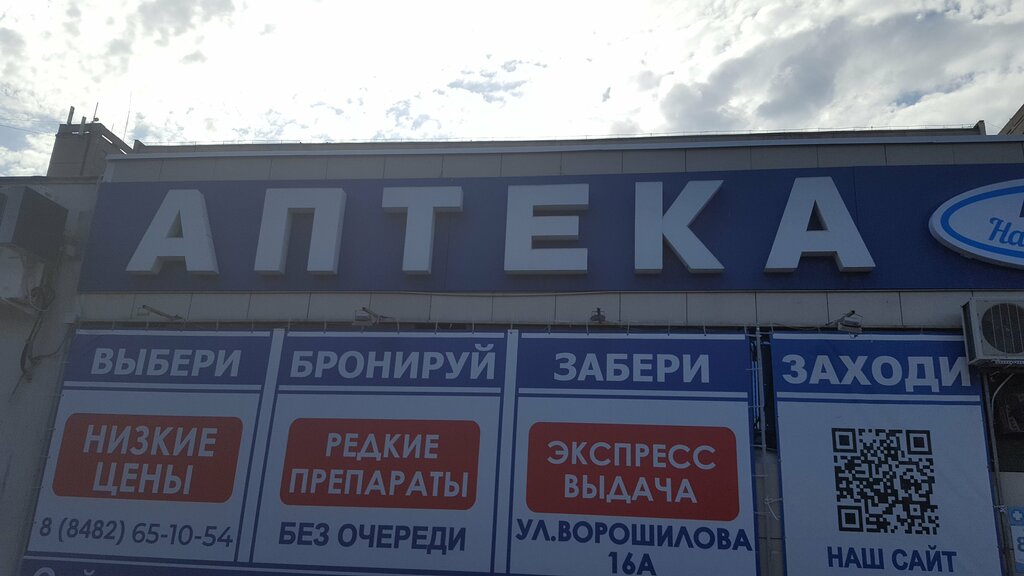 АПТЕКА
ВЫБЕРИ
НИЗКИЕ
ЦЕНЫ
8 (8482) 65-10-54
БРОНИРУЙ
РЕДКИЕ
ПРЕПАРАТЫ
БЕЗ ОЧЕРЕДИ
ЗАБЕРИ
ЭКСПРЕСС
ВЫДАЧА
УЛ.ВОРОШИЛОВА
16А
ЗАХОДИ
НАШ САЙТ